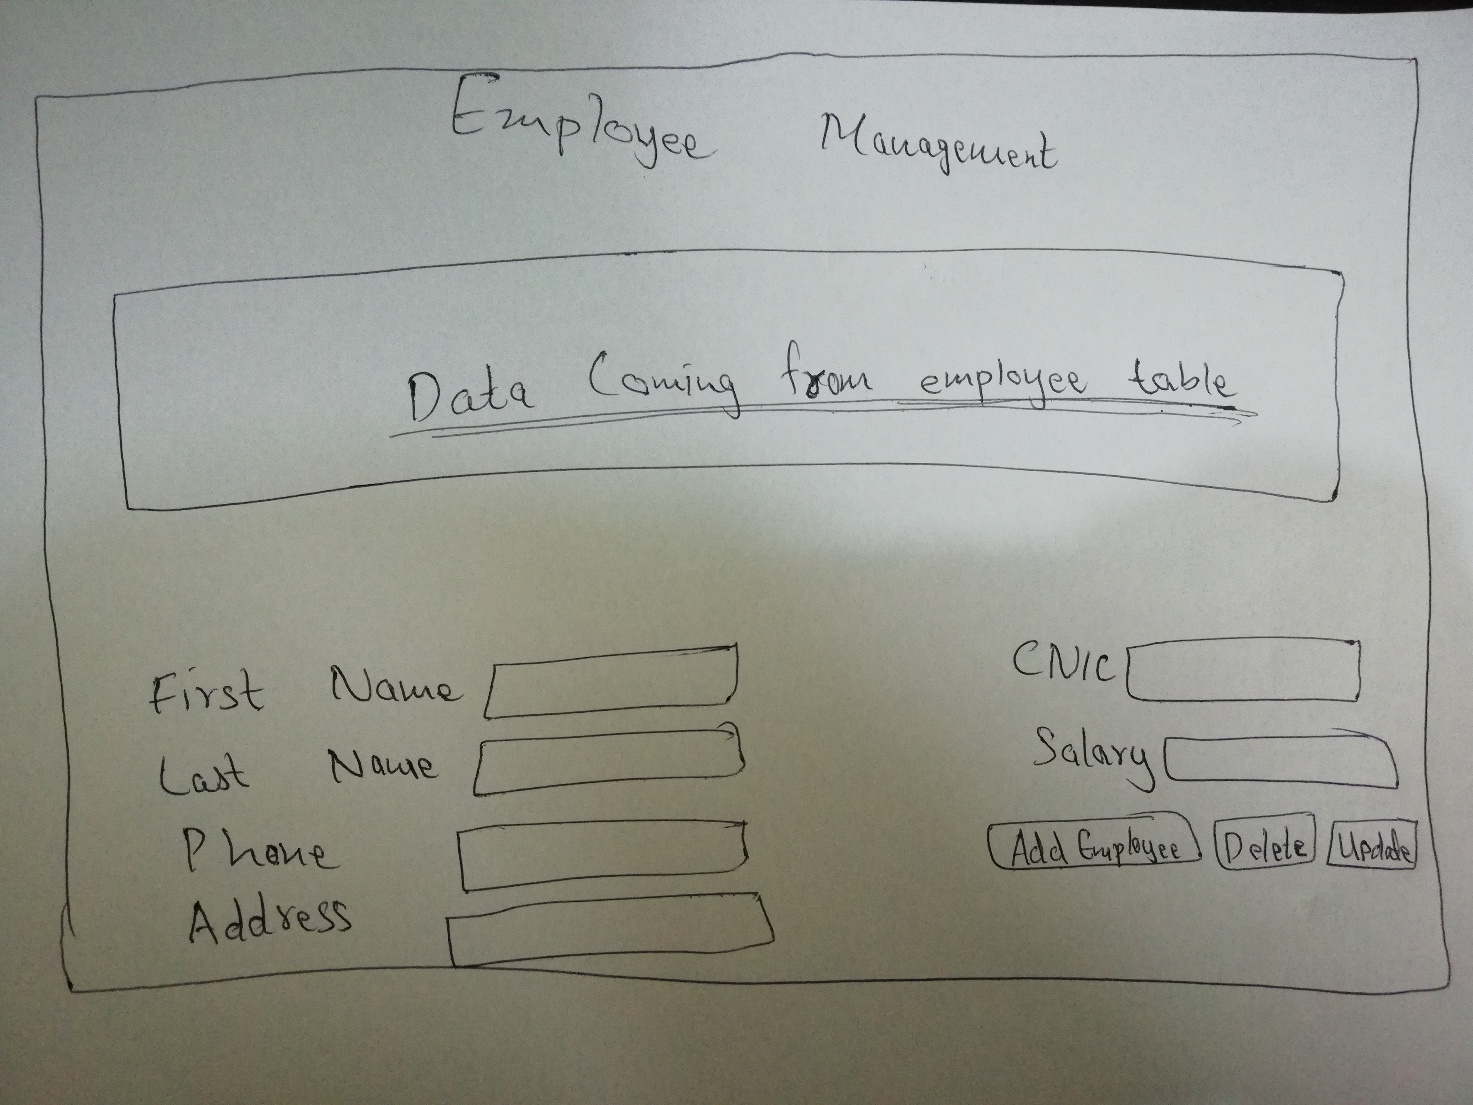 Employee Management
Data Coming from employee table
First Name
CNIC
Last Name
Salary
Phone
Add Employee Delete Update
Address